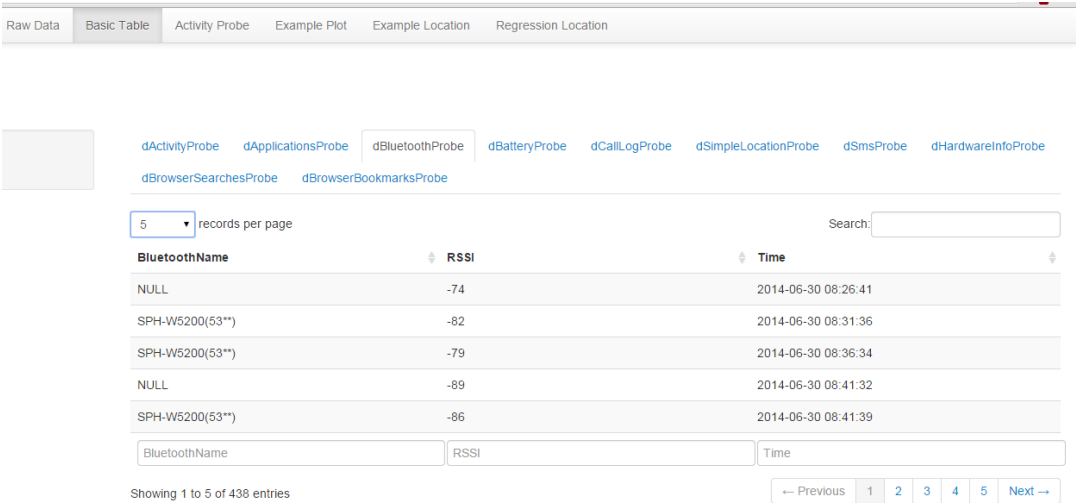 Raw Data Basic Table Activity Probe Example Plot Example Location Regression Location
dActivityProbe dApplicationsProbe dBluetoothProbe dBatteryProbe dCallLogProbe dSimpleLocationProbe dSmsProbe dHardwareInfoProbe
dBrowserSearchesProbe dBrowserBookmarksProbe
5 records per page Search:
BluetoothName RSSI Time
NULL -74 2014-06-30 08:26:41
SPH-W5200(53**) -82 2014-06-30 08:31:36
SPH-W5200(53**) -79 2014-06-30 08:36:34
NULL -89 2014-06-30 08:41:32
SPH-W5200(53**) -86 2014-06-30 08:41:39
BluetoothName RSSI Time
Showing 1 to 5 of 438 entries ← Previous 1 2 3 4 5 Next →